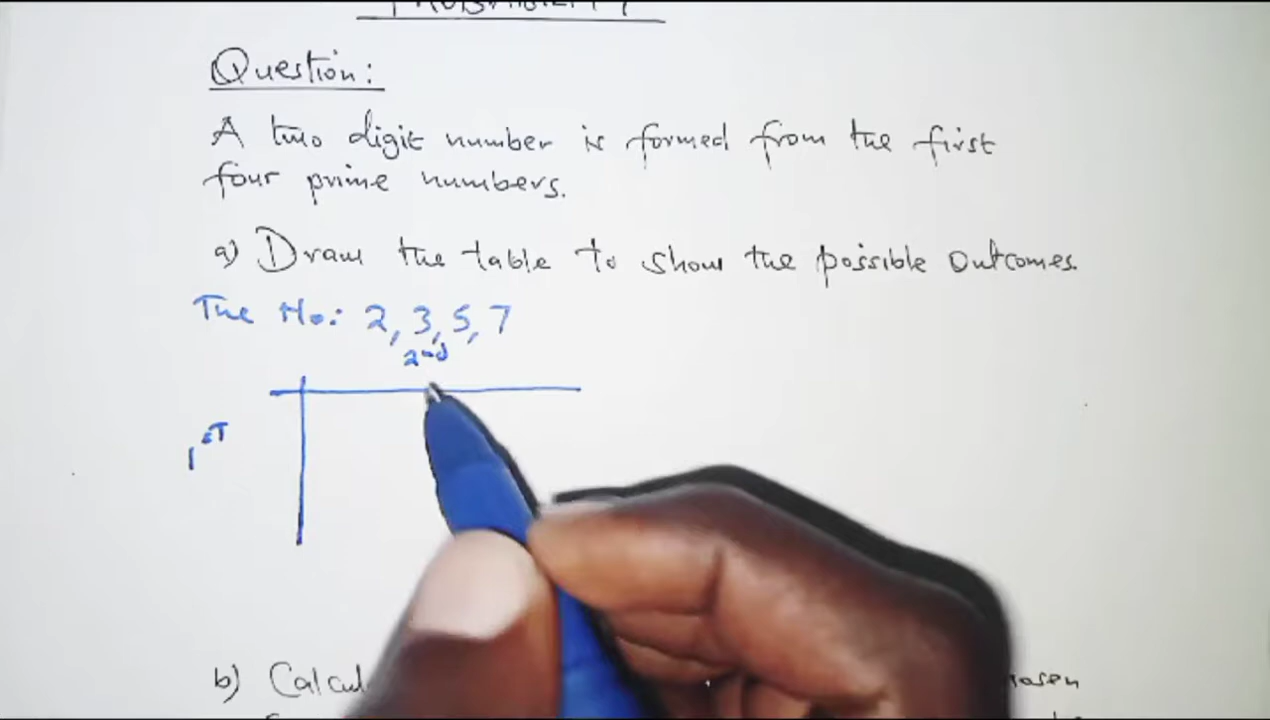 Question:
A two digit number is formed from the first
four prime numbers.
a) Draw the table to show the possible Outcomes.
The No: 2, 3, 5, 7
2nd
1ST
b)